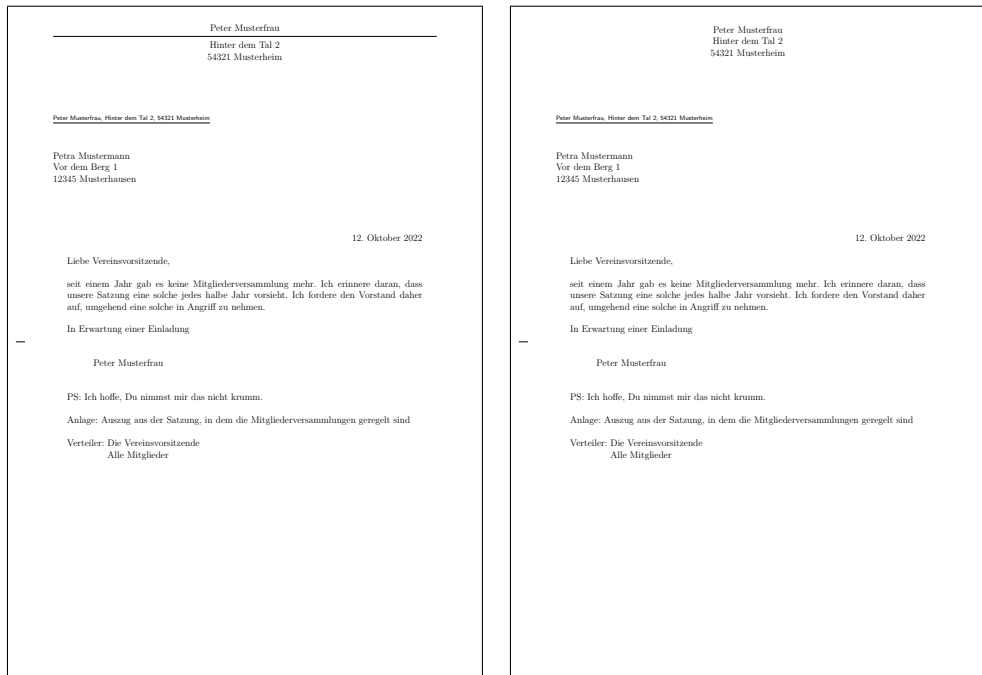 Peter Musterfrau
Hinter dem Tal 2
54321 Musterheim
Peter Musterfrau, Hinter dem Tal 2, 54321 Musterheim
Petra Mustermann
Vor dem Berg 1
12345 Musterhausen
12. Oktober 2022
Liebe Vereinsvorsitzende,
seit einem Jahr gab es keine Mitgliederversammlung mehr. Ich erinnere daran, dass
unsere Satzung eine solche jedes halbe Jahr vorsieht. Ich fordere den Vorstand daher
auf, umgehend eine solche in Angriff zu nehmen.
In Erwartung einer Einladung
Peter Musterfrau
PS: Ich hoffe, Du nimmst mir das nicht krumm.
Anlage: Auszug aus der Satzung, in dem die Mitgliederversammlungen geregelt sind
Verteiler: Die Vereinsvorsitzende
Alle Mitglieder
Peter Musterfrau
Hinter dem Tal 2
54321 Musterheim
Peter Musterfrau, Hinter dem Tal 2, 54321 Musterheim
Petra Mustermann
Vor dem Berg 1
12345 Musterhausen
12. Oktober 2022
Liebe Vereinsvorsitzende,
seit einem Jahr gab es keine Mitgliederversammlung mehr. Ich erinnere daran, dass
unsere Satzung eine solche jedes halbe Jahr vorsieht. Ich fordere den Vorstand daher
auf, umgehend eine solche in Angriff zu nehmen.
In Erwartung einer Einladung
Peter Musterfrau
PS: Ich hoffe, Du nimmst mir das nicht krumm.
Anlage: Auszug aus der Satzung, in dem die Mitgliederversammlungen geregelt sind
Verteiler: Die Vereinsvorsitzende
Alle Mitglieder